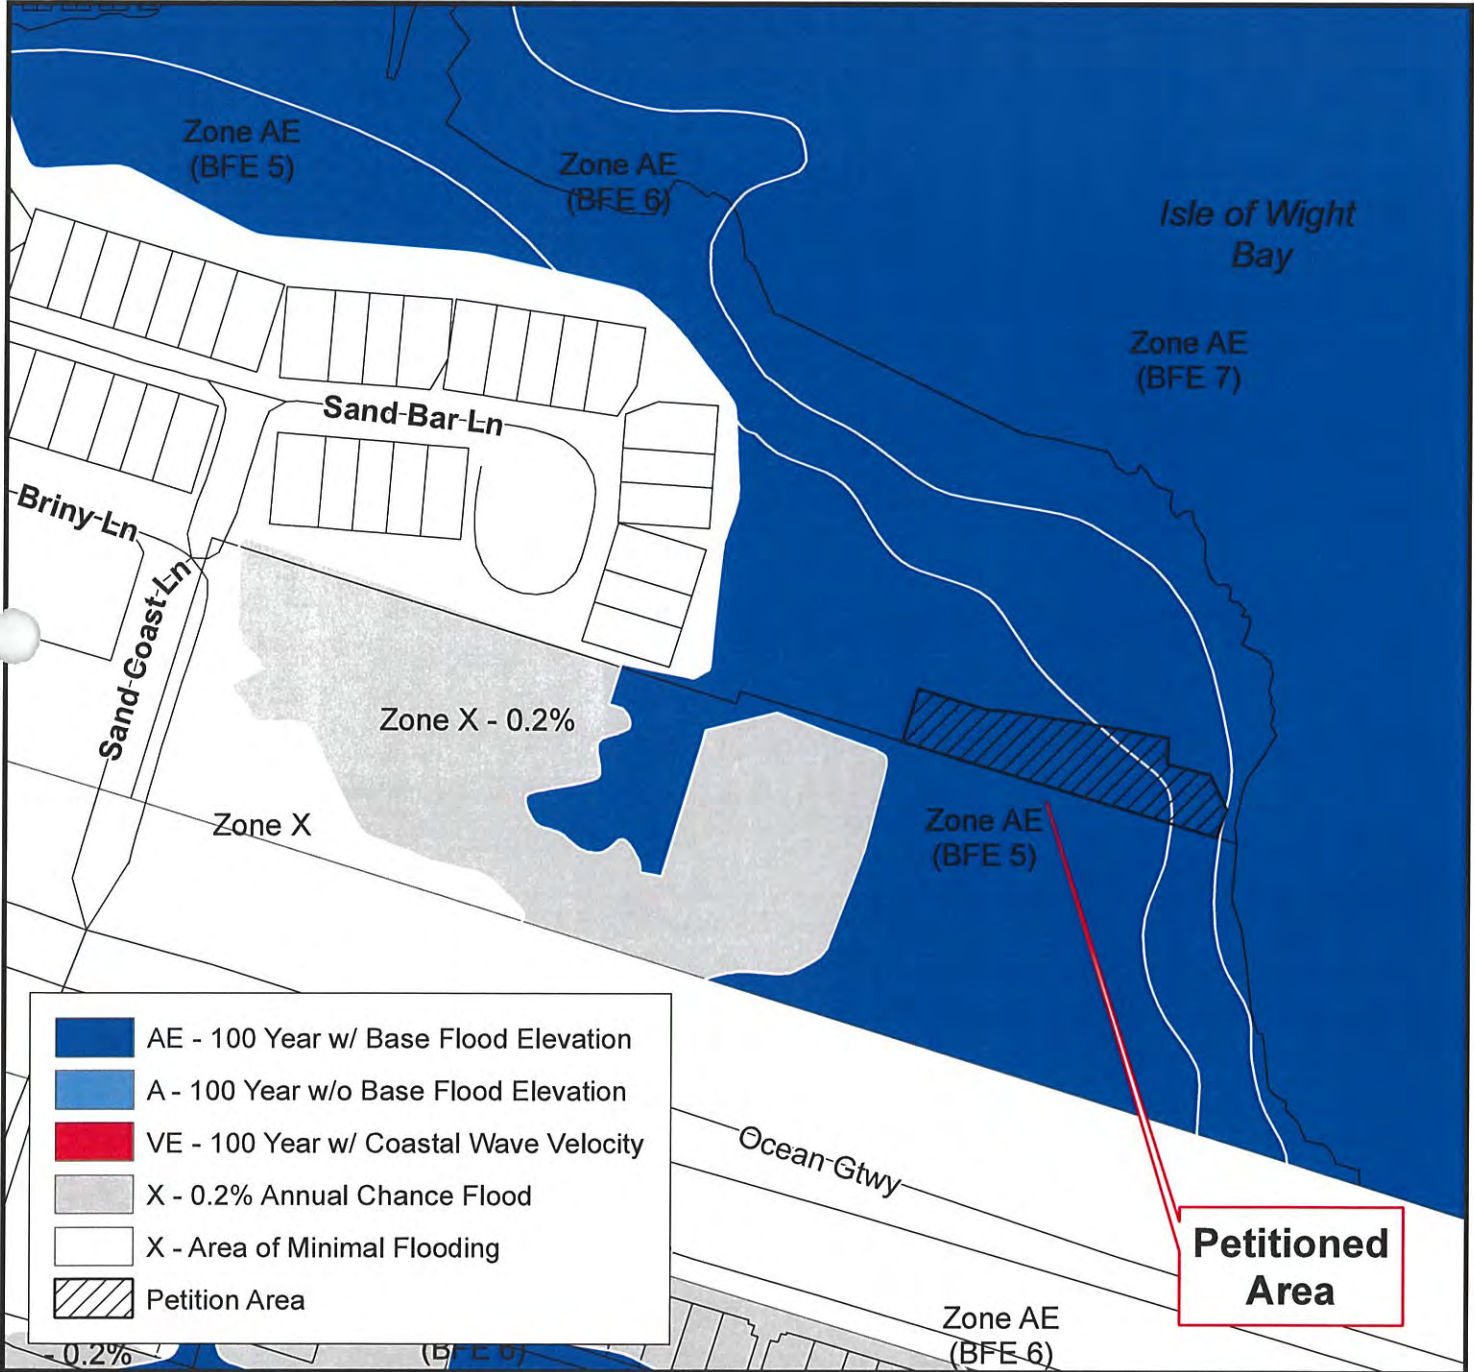 Zone AE
(BFE 5)
Zone AE
(BFE 6)
Isle of Wight
Bay
Zone AE
(BFE 7)
Sand Bar Ln
Briny Ln
Sand Coast Ln
Zone X - 0.2%
Zone X
Zone AE
(BFE 5)
AE - 100 Year w/ Base Flood Elevation
A - 100 Year w/o Base Flood Elevation
VE - 100 Year w/ Coastal Wave Velocity
X - 0.2% Annual Chance Flood
X - Area of Minimal Flooding
Petition Area
Ocean Gtwy
Petitioned
Area
Zone AE
(BFE 6)
- 0.2%
(BFE 6)